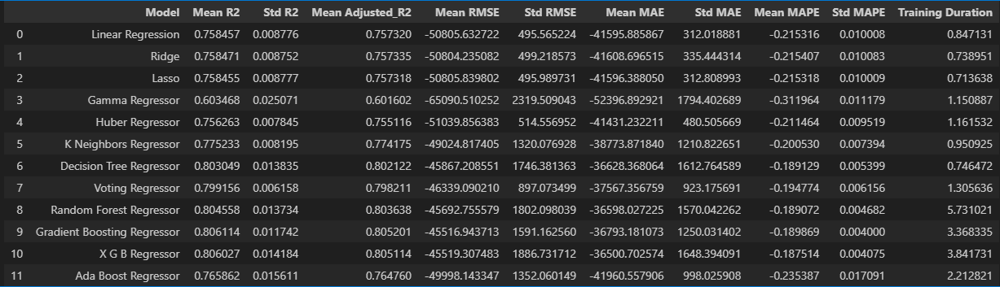 Model Mean R2 Std R2 Mean Adjusted_R2 Mean RMSE Std RMSE Mean MAE Std MAE Mean MAPE Std MAPE Training Duration
0 Linear Regression 0.758457 0.008776 0.757320 -50805.632722 495.565224 -41595.885867 312.018881 -0.215316 0.010008 0.847131
1 Ridge 0.758471 0.008752 0.757335 -50804.235082 499.218573 -41608.696515 335.444314 -0.215407 0.010083 0.738951
2 Lasso 0.758455 0.008777 0.757318 -50805.839802 495.989731 -41596.388050 312.808993 -0.215318 0.010009 0.713638
3 Gamma Regressor 0.603468 0.025071 0.601602 -65090.510252 2319.509043 -52396.892921 1794.402689 -0.311964 0.011179 1.150887
4 Huber Regressor 0.756263 0.007845 0.755116 -51039.856383 514.556952 -41431.232211 480.505669 -0.211464 0.009519 1.161532
5 K Neighbors Regressor 0.775233 0.008195 0.774175 -49024.817405 1320.076928 -38773.871840 1210.822651 -0.200530 0.007394 0.950925
6 Decision Tree Regressor 0.803049 0.013835 0.802122 -45867.208551 1746.381363 -36628.368064 1612.764589 -0.189129 0.005399 0.746472
7 Voting Regressor 0.799156 0.006158 0.798211 -46339.090210 897.073499 -37567.356759 923.175691 -0.194774 0.006156 1.305636
8 Random Forest Regressor 0.804558 0.013734 0.803638 -45692.755579 1802.098039 -36598.027225 1570.042262 -0.189072 0.004682 5.731021
9 Gradient Boosting Regressor 0.806114 0.011742 0.805201 -45516.943713 1591.162560 -36793.181073 1250.031402 -0.189869 0.004000 3.368335
10 X G B Regressor 0.806027 0.014184 0.805114 -45519.307483 1886.731712 -36500.702574 1648.394091 -0.187514 0.004075 3.841731
11 Ada Boost Regressor 0.765862 0.015611 0.764760 -49998.143347 1352.060149 -41960.557906 998.025908 -0.235387 0.017091 2.212821